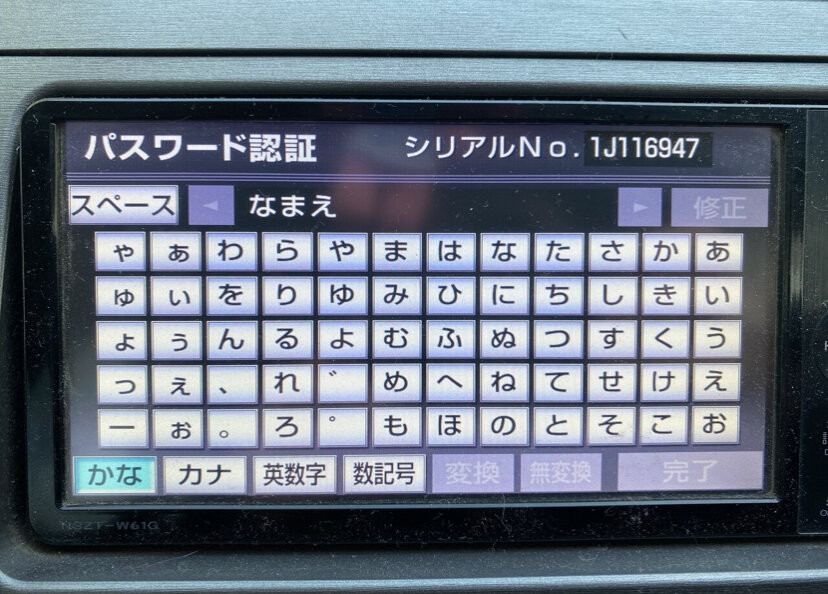 パスワード認証 シリアルNo. 1J116947
スペース ◄ なまえ ► 修正
ゃ ぁ わ ら や ま は な た さ か あ
ゅ ぃ を り ゆ み ひ に ち し き い
ょ ぅ ん る よ む ふ ぬ つ す く う
っ ぇ 、 れ ゛ め へ ね て せ け え
ー ぉ 。 ろ ゜ も ほ の と そ こ お
かな カナ 英数字 数記号 変換 無変換 完了
NSZT-W61G